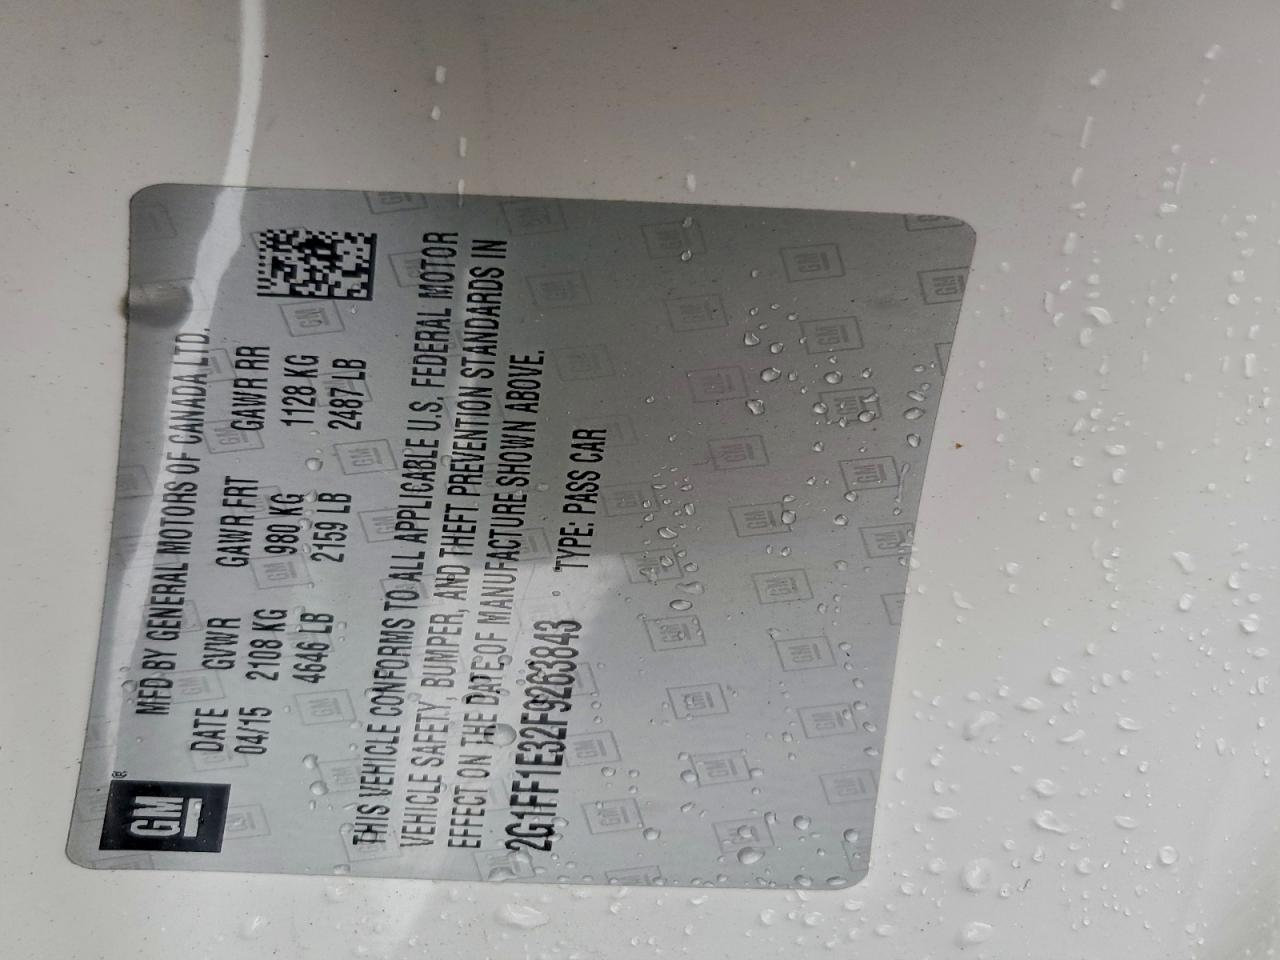 GM®
MFD BY GENERAL MOTORS OF CANADA LTD.
DATE GVWR GAWR FRT GAWR RR
04/15 2108 KG 980 KG 1128 KG
4646 LB 2159 LB 2487 LB
THIS VEHICLE CONFORMS TO ALL APPLICABLE U.S. FEDERAL MOTOR
VEHICLE SAFETY, BUMPER, AND THEFT PREVENTION STANDARDS IN
EFFECT ON THE DATE OF MANUFACTURE SHOWN ABOVE.
2G1FF1E32F9263843 TYPE: PASS CAR